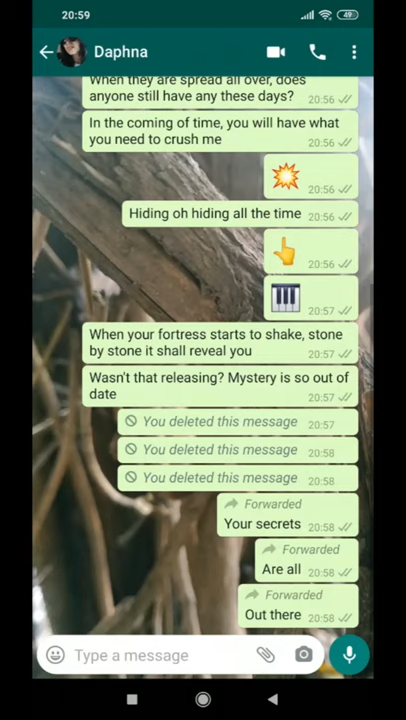 20:59
49
Daphna
When they are spread all over, does
anyone still have any these days?
20:56
In the coming of time, you will have what
you need to crush me
20:56
20:56
Hiding oh hiding all the time 20:56
20:56
20:57
When your fortress starts to shake, stone
by stone it shall reveal you
20:57
Wasn't that releasing? Mystery is so out of
date
20:57
You deleted this message 20:57
You deleted this message 20:58
You deleted this message 20:58
Forwarded
Your secrets 20:58
Forwarded
Are all 20:58
Forwarded
Out there 20:58
Type a message